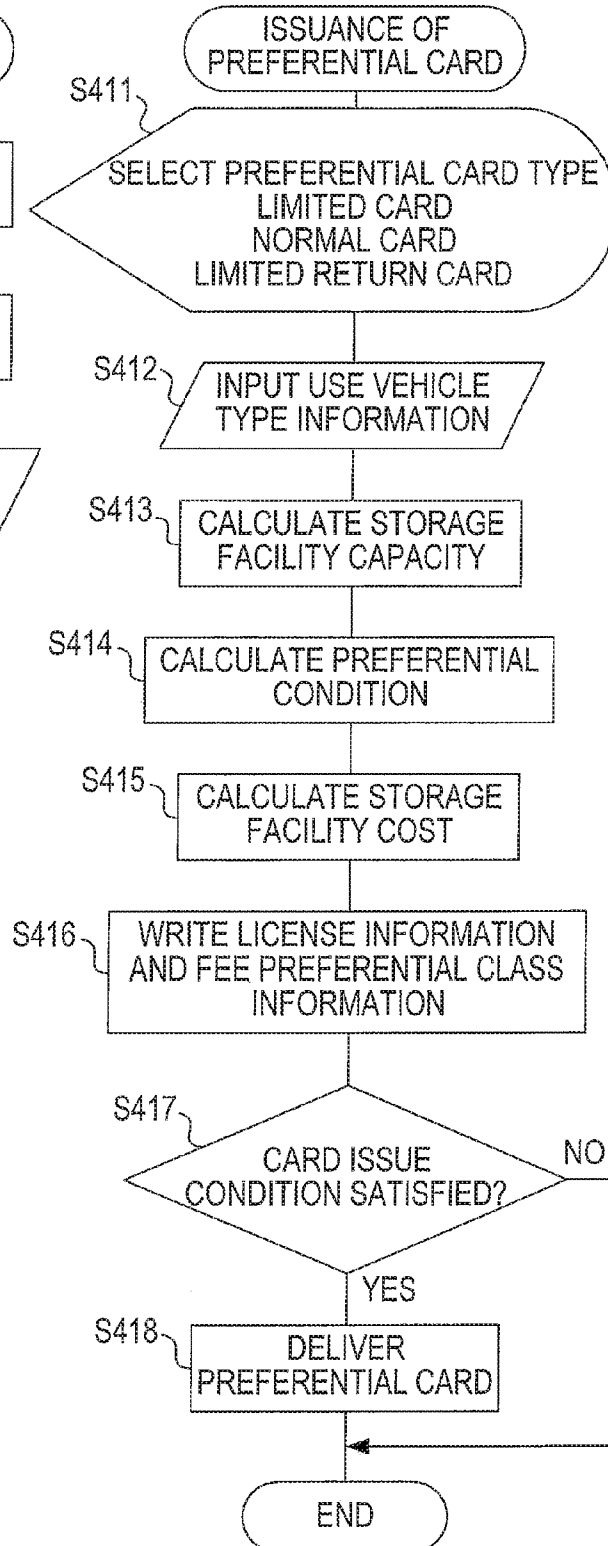 ISSUANCE OF
PREFERENTIAL CARD
S411
SELECT PREFERENTIAL CARD TYPE
LIMITED CARD
NORMAL CARD
LIMITED RETURN CARD
S412
INPUT USE VEHICLE
TYPE INFORMATION
S413
CALCULATE STORAGE
FACILITY CAPACITY
S414
CALCULATE PREFERENTIAL
CONDITION
S415
CALCULATE STORAGE
FACILITY COST
S416
WRITE LICENSE INFORMATION
AND FEE PREFERENTIAL CLASS
INFORMATION
S417
CARD ISSUE
CONDITION SATISFIED?
NO
YES
S418
DELIVER
PREFERENTIAL CARD
END